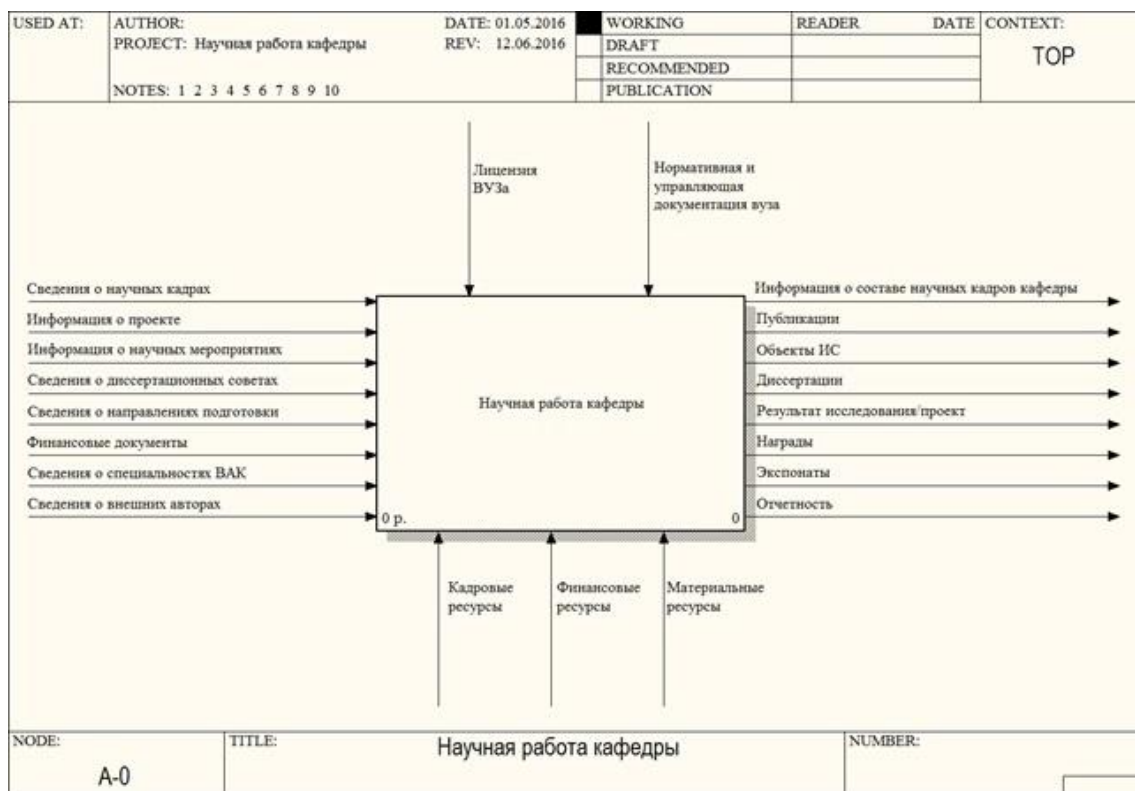 USED AT:
AUTHOR:
DATE: 01.05.2016
PROJECT: Научная работа кафедры
REV: 12.06.2016
NOTES: 1 2 3 4 5 6 7 8 9 10
WORKING
DRAFT
RECOMMENDED
PUBLICATION
READER DATE
CONTEXT:
TOP
Лицензия
ВУЗа
Нормативная и
управляющая
документация вуза
Сведения о научных кадрах
Информация о проекте
Информация о научных мероприятиях
Сведения о диссертационных советах
Сведения о направлениях подготовки
Финансовые документы
Сведения о специальностях ВАК
Сведения о внешних авторах
Научная работа кафедры
0 р.
0
Информация о составе научных кадров кафедры
Публикации
Объекты ИС
Диссертации
Результат исследования/проект
Награды
Экспонаты
Отчетность
Кадровые
ресурсы
Финансовые
ресурсы
Материальные
ресурсы
NODE:
A-0
TITLE:
Научная работа кафедры
NUMBER: